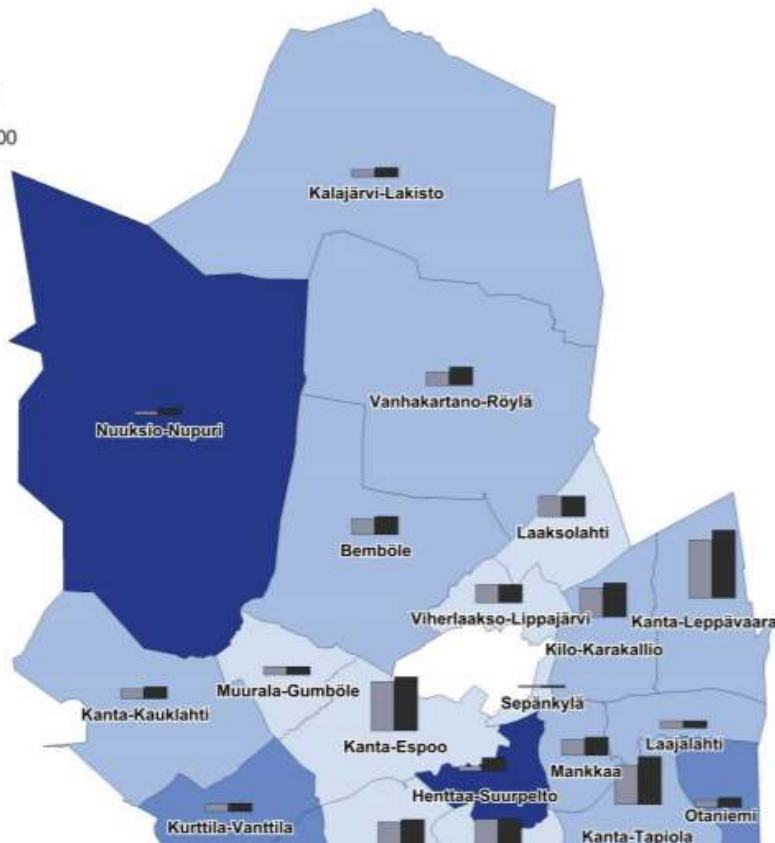 00
Kalajärvi-Lakisto
Vanhakartano-Röylä
Nuuksio-Nupuri
Laaksolahti
Bemböle
Viherlaakso-Lippajärvi
Kanta-Leppävaara
Kilo-Karakallio
Muurala-Gumböle
Sepänkylä
Kanta-Kauklahti
Kanta-Espoo
Laajalahti
Mankkaa
Henttaa-Suurpelto
Otaniemi
Kurttila-Vanttila
Kanta-Tapiola